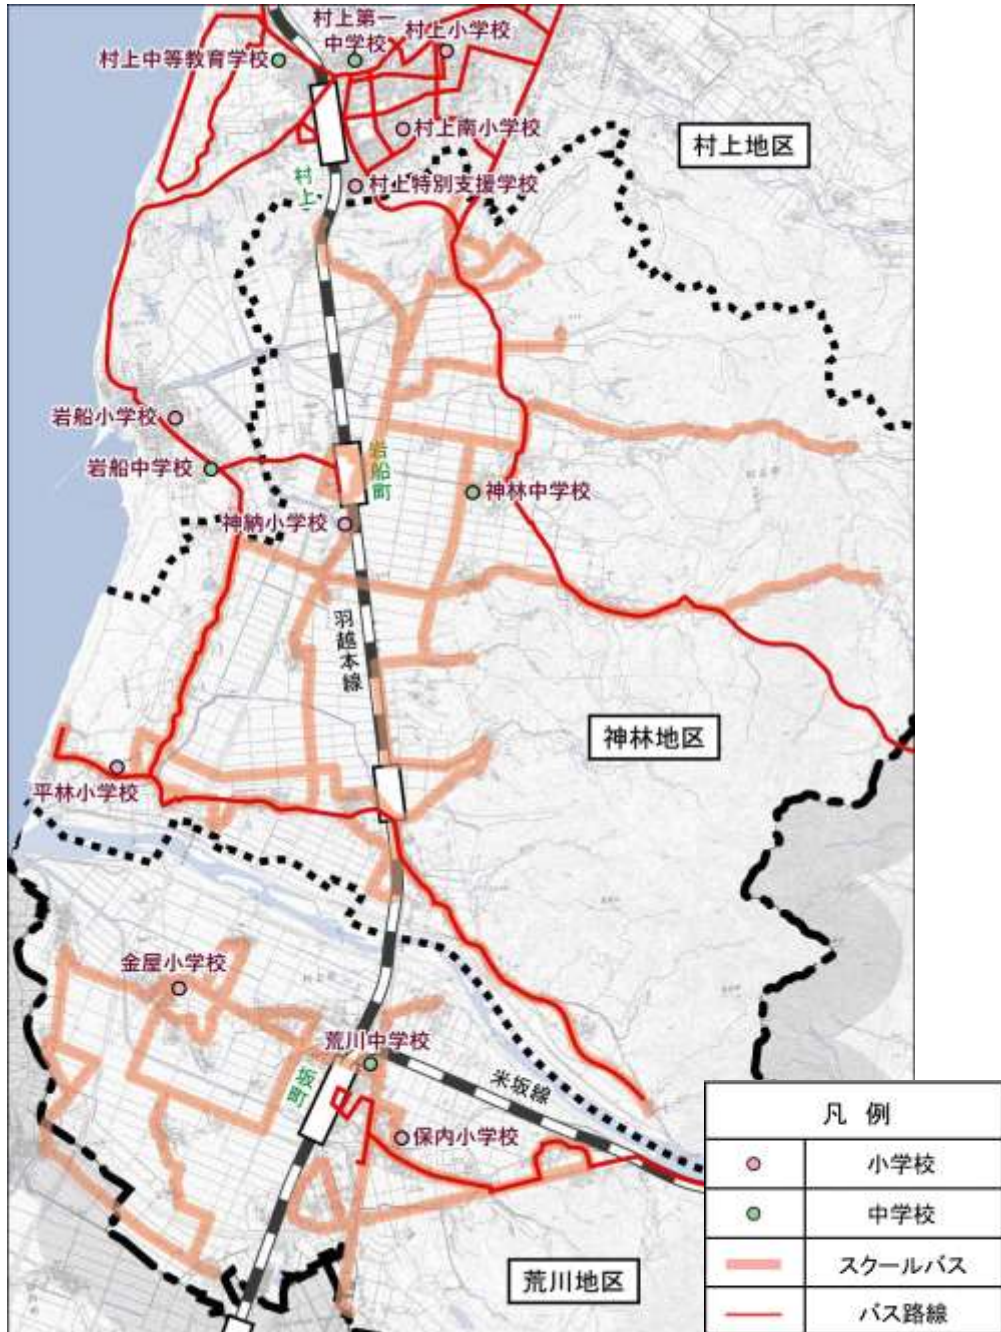 村上第一
中学校
村上小学校
村上中等教育学校
村上南小学校
村上地区
村上
村上特別支援学校
岩船小学校
岩船中学校
岩船町
神林中学校
神納小学校
羽越本線
神林地区
平林小学校
金屋小学校
荒川中学校
坂町
米坂線
保内小学校
荒川地区
凡 例
小学校
中学校
スクールバス
バス路線